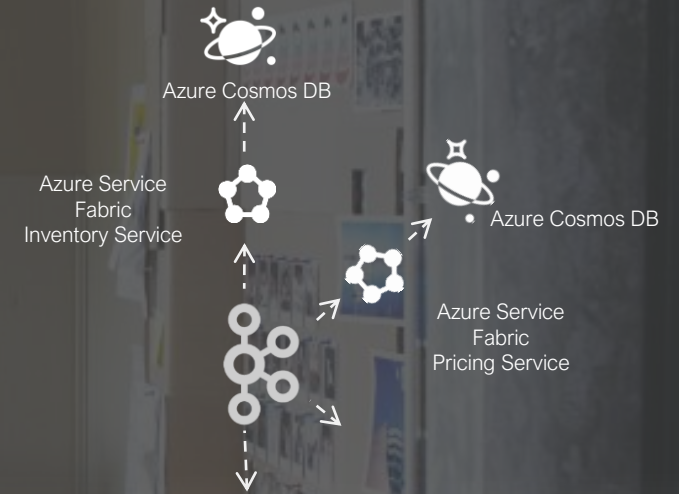 Azure Cosmos DB
Azure Service
Fabric
Inventory Service
Azure Cosmos DB
Azure Service
Fabric
Pricing Service